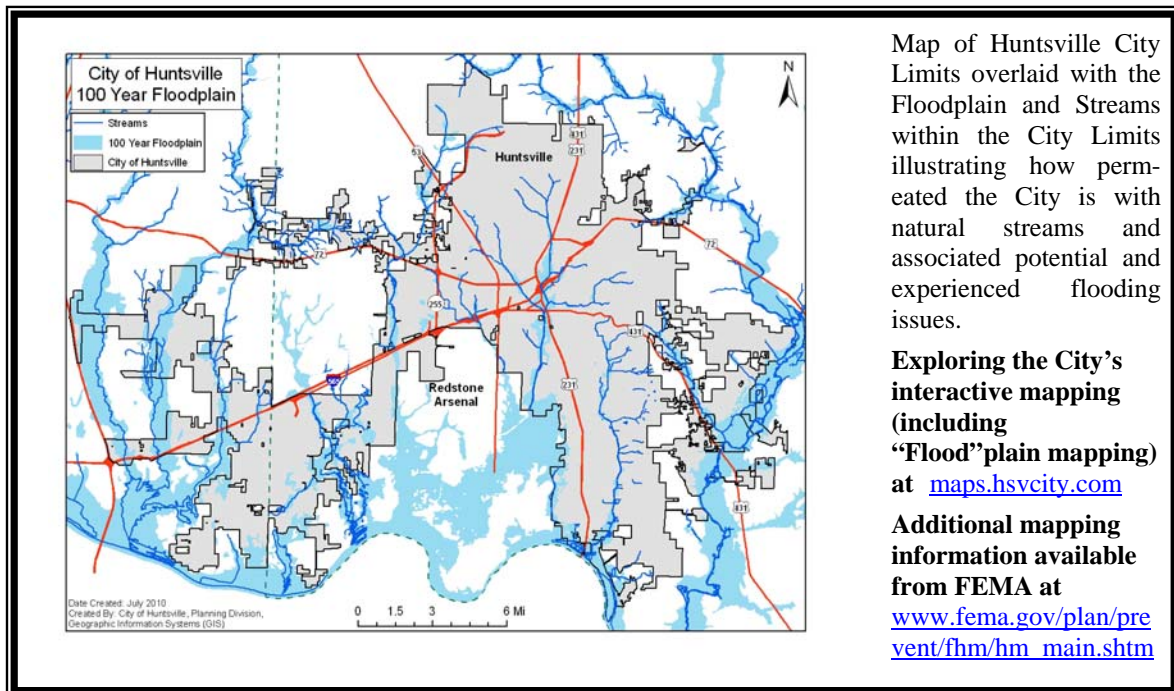 City of Huntsville
100 Year Floodplain
Streams
100 Year Floodplain
City of Huntsville
N
431
231
53
Huntsville
72
72
255
431
Redstone
Arsenal
231
431
Date Created: July 2010
Created By: City of Huntsville, Planning Division,
Geographic Information Systems (GIS)
0 1.5 3 6 Mi
Map of Huntsville City
Limits overlaid with the
Floodplain and Streams
within the City Limits
illustrating how perm-
eated the City is with
natural streams and
associated potential and
experienced flooding
issues.
Exploring the City’s
interactive mapping
(including
“Flood”plain mapping)
at maps.hsvcity.com
Additional mapping
information available
from FEMA at
www.fema.gov/plan/pre
vent/fhm/hm_main.shtm